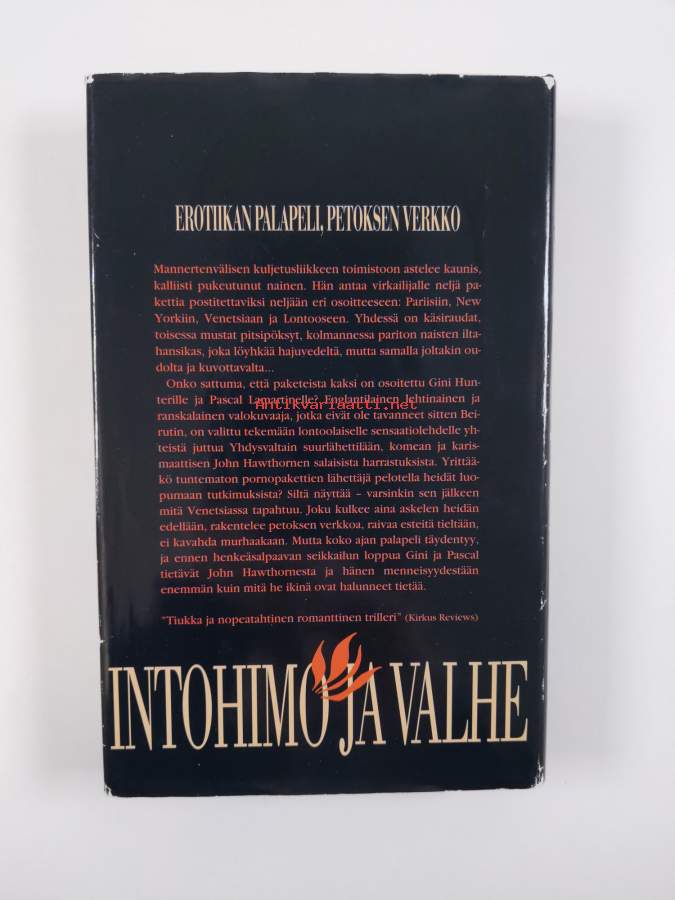 EROTIIKAN PALAPELI, PETOKSEN VERKKO
Mannertenvälisen kuljetusliikkeen toimistoon astelee kaunis,
kalliisti pukeutunut nainen. Hän antaa virkailijalle neljä pa-
kettia postitettaviksi neljään eri osoitteeseen: Pariisiin, New
Yorkiin, Venetsiaan ja Lontooseen. Yhdessä on käsiraudat,
toisessa mustat pitsipöksyt, kolmannessa pariton naisten ilta-
hansikas, joka löyhkää hajuvedeltä, mutta samalla joltakin ou-
dolta ja kuvottavalta...
Onko sattuma, että paketeista kaksi on osoitettu Gini Hun-
terille ja Pascal Lamartinelle? Englantilainen lehtinainen ja
Antikvariaatti.net
ranskalainen valokuvaaja, jotka eivät ole tavanneet sitten Bei-
rutin, on valittu tekemään lontoolaiselle sensaatiolehdelle yh-
teistä juttua Yhdysvaltain suurlähettilään, komean ja karis-
maattisen John Hawthornen salaisista harrastuksista. Yrittää-
kö tuntematon pornopakettien lähettäjä pelotella heidät luo-
pumaan tutkimuksista? Siltä näyttää – varsinkin sen jälkeen
mitä Venetsiassa tapahtuu. Joku kulkee aina askelen heidän
edellään, rakentelee petoksen verkkoa, raivaa esteitä tieltään,
ei kavahda murhaakaan. Mutta koko ajan palapeli täydentyy,
ja ennen henkeäsalpaavan seikkailun loppua Gini ja Pascal
tietävät John Hawthornesta ja hänen menneisyydestään
enemmän kuin mitä he ikinä ovat halunneet tietää.
"Tiukka ja nopeatahtinen romanttinen trilleri" (Kirkus Reviews)
INTOHIMO JA VALHE